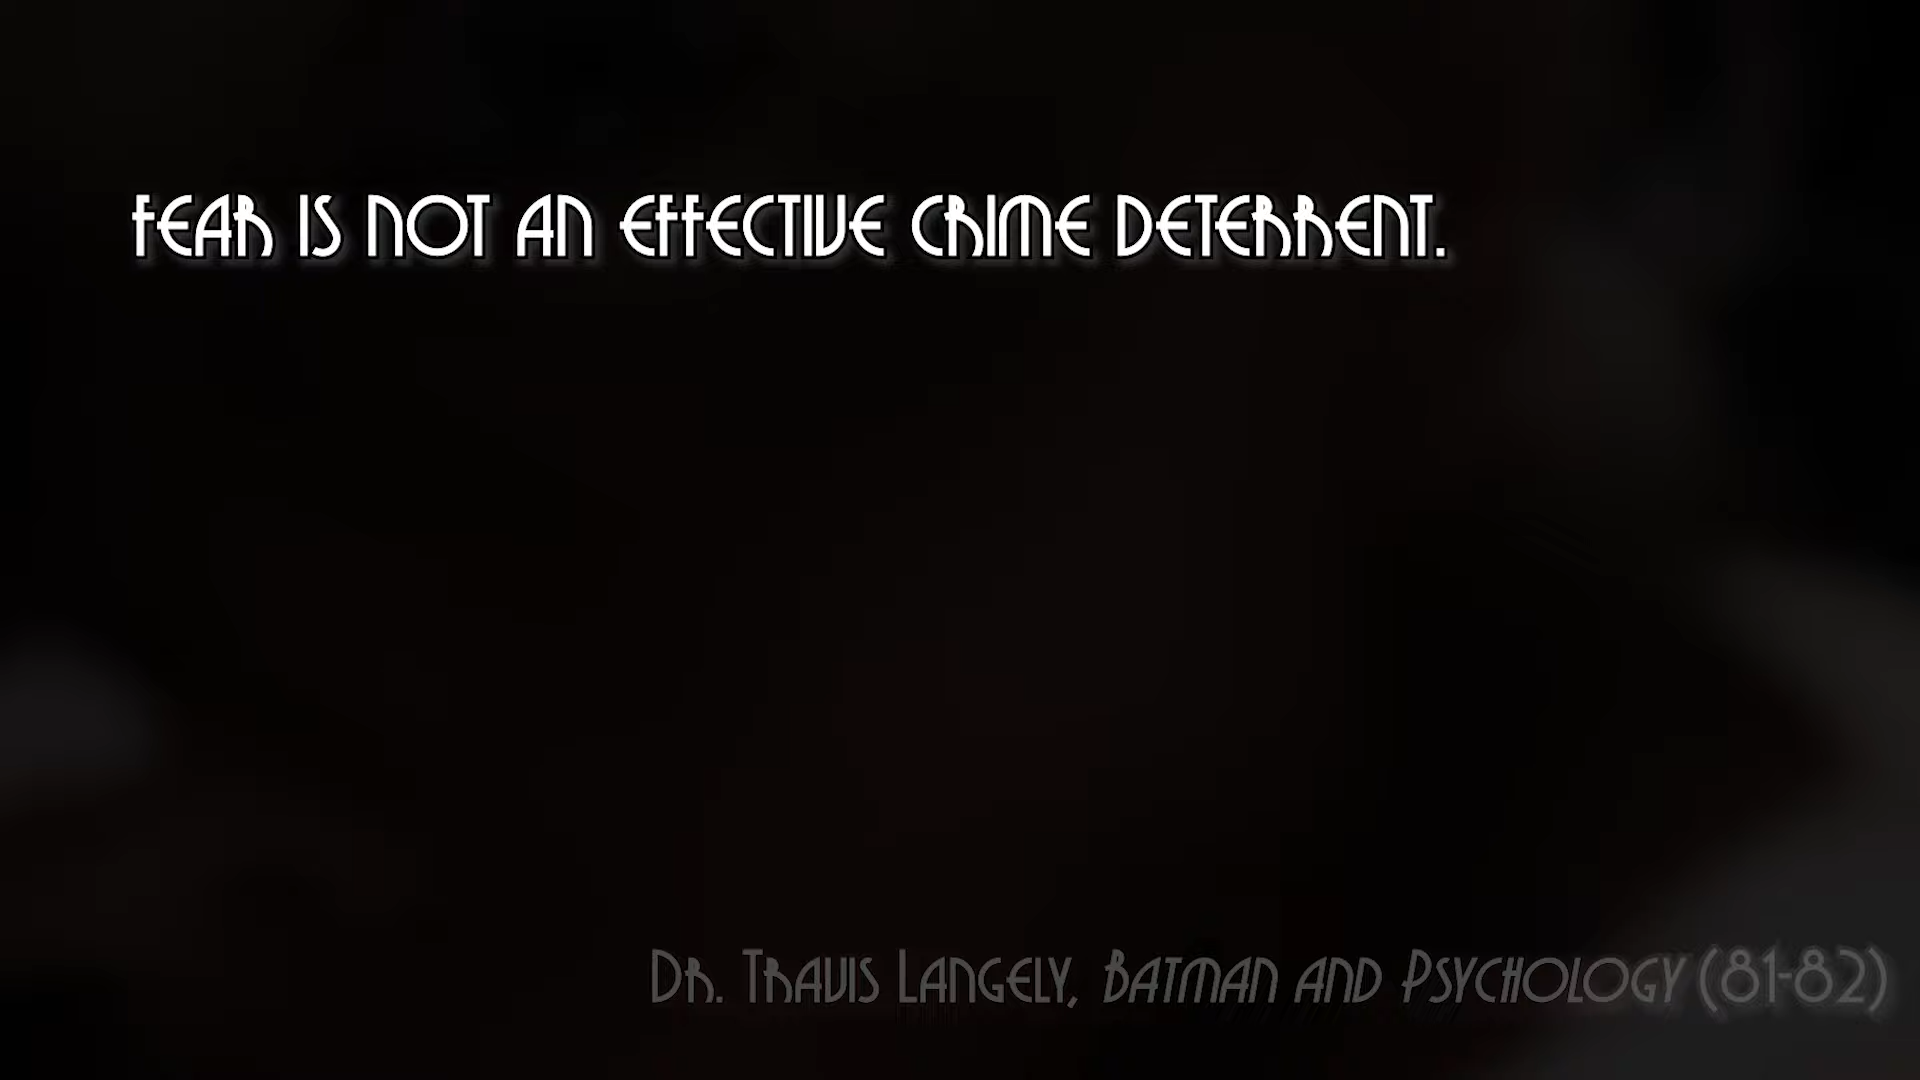 FEAR IS NOT AN EFFECTIVE CRIME DETERRENT.
DR. TRAVIS LANGELY, BATMAN AND PSYCHOLOGY (81-82)